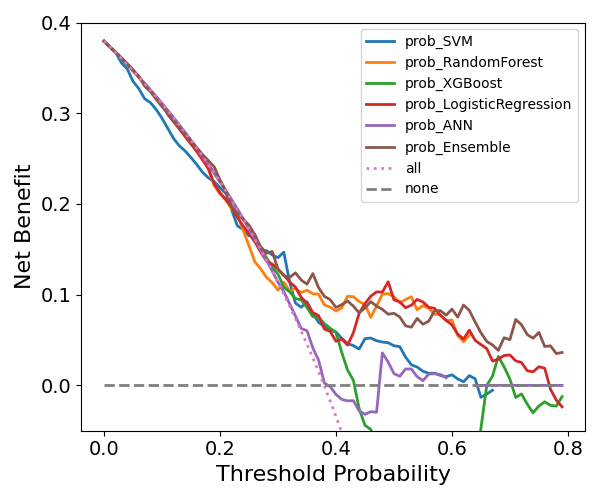 Net Benefit
0.4
0.3
0.2
0.1
0.0
0.0 0.2 0.4 0.6 0.8
Threshold Probability
prob_SVM
prob_RandomForest
prob_XGBoost
prob_LogisticRegression
prob_ANN
prob_Ensemble
all
none